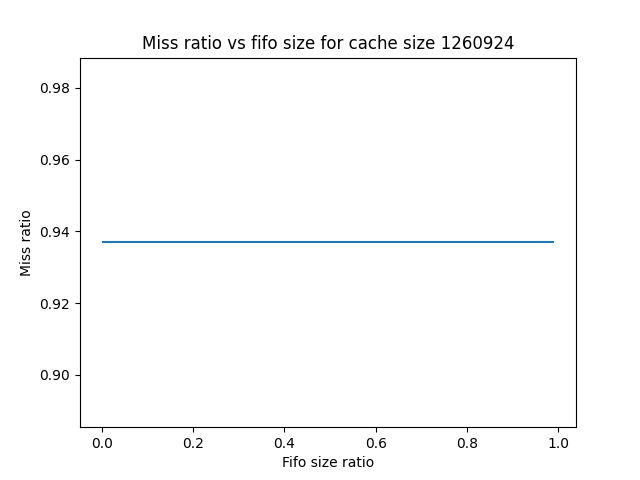 Miss ratio vs fifo size for cache size 1260924
0.98
0.96
0.94
0.92
0.90
Miss ratio
0.0 0.2 0.4 0.6 0.8 1.0
Fifo size ratio